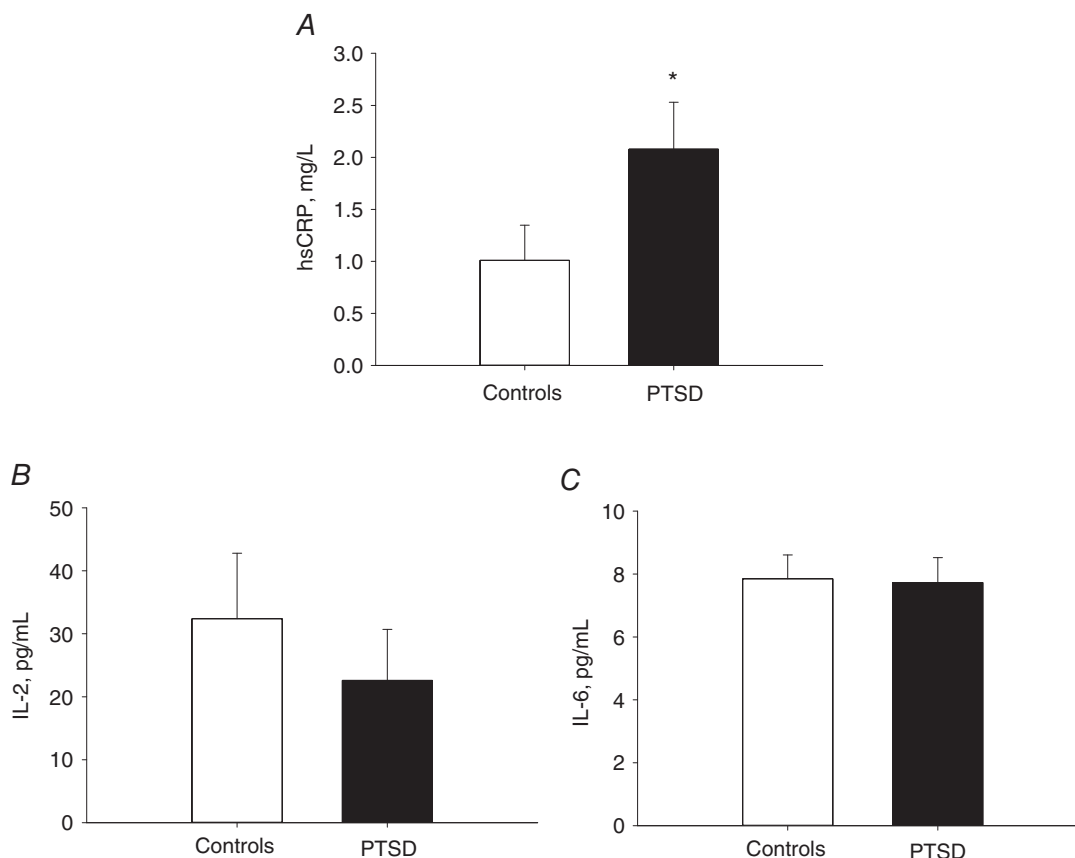 A
3.0
*
2.5
2.0
1.5
1.0
0.5
0.0
hsCRP, mg/L
Controls PTSD
B
50
40
30
20
10
0
IL-2, pg/mL
Controls PTSD
C
10
8
6
4
2
0
IL-6, pg/mL
Controls PTSD